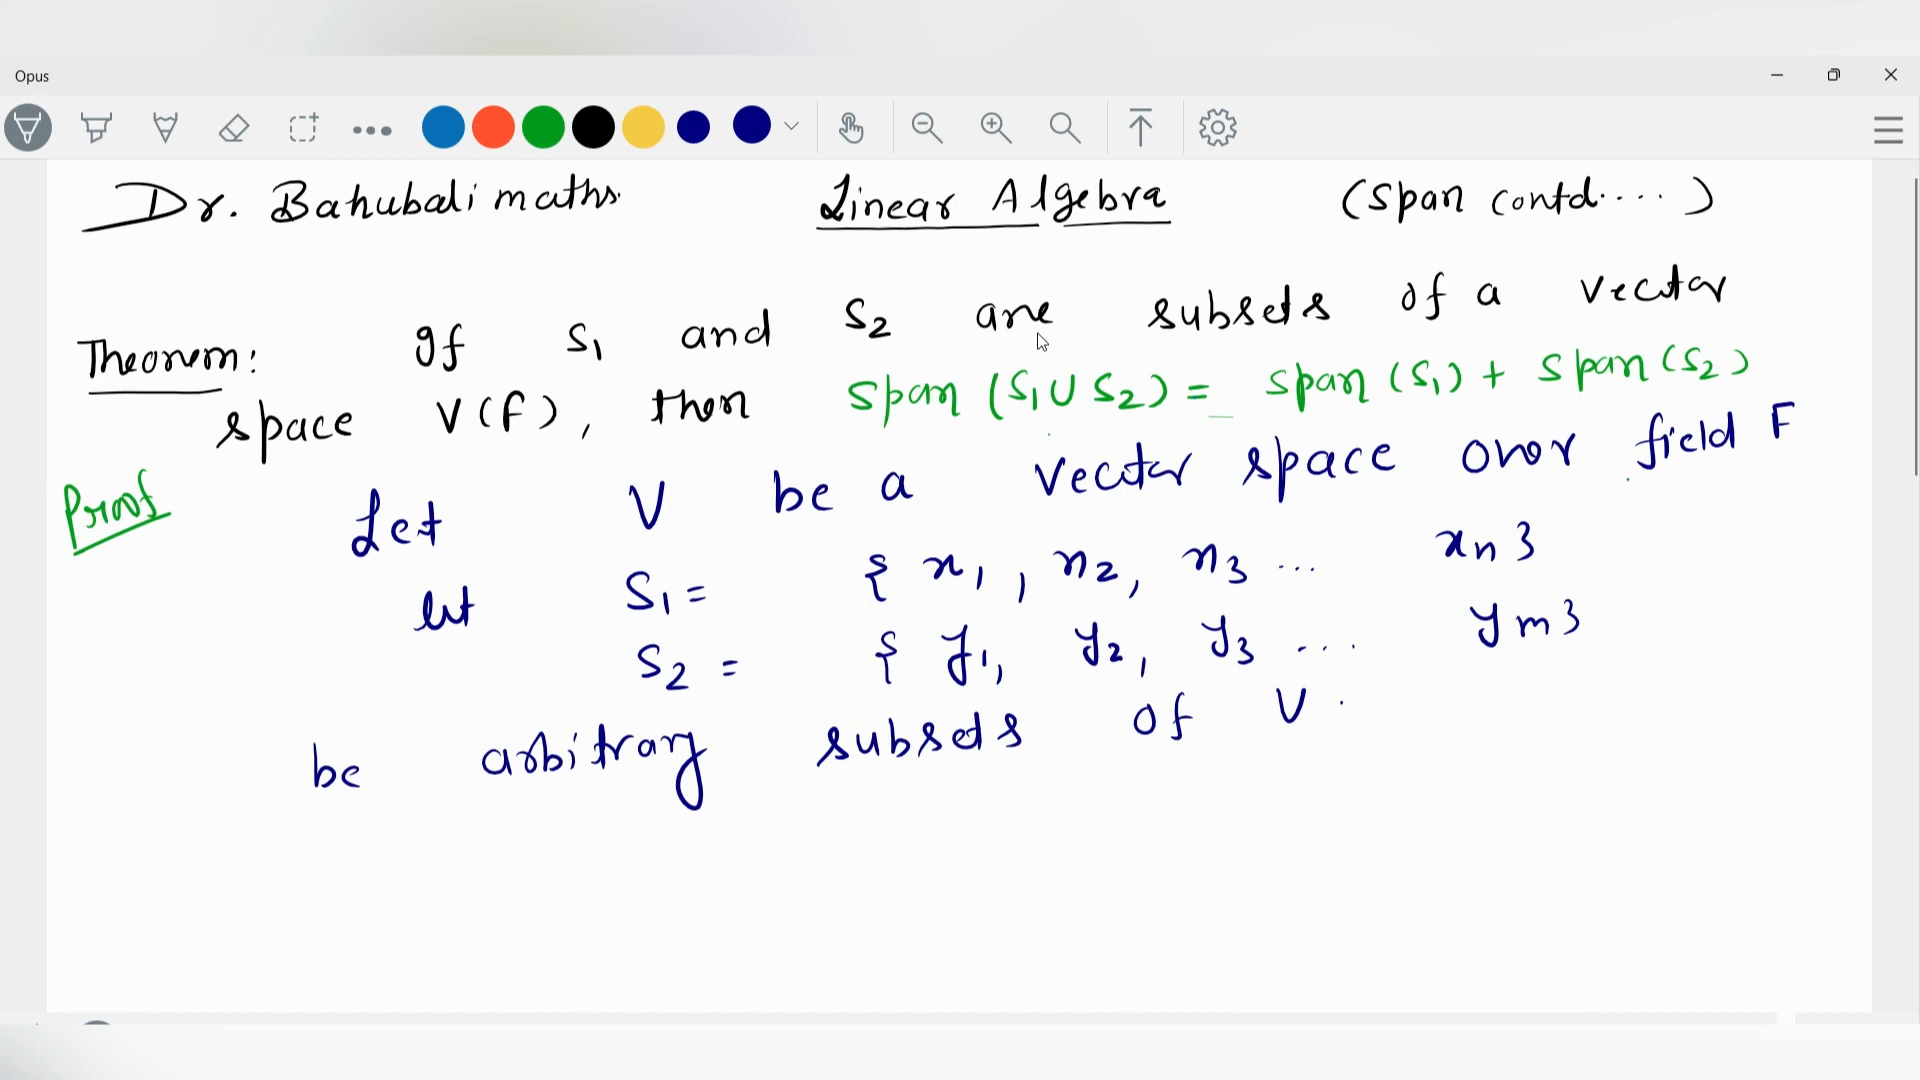 Opus
Dr. Bahubali maths. Linear Algebra (Span contd.....)
Theorem: If S₁ and S₂ are subsets of a vector
space V(F), then span (S₁ ∪ S₂) = span (S₁) + span (S₂)
Proof Let V be a vector space over field F
let S₁ = { x₁, x₂, x₃ ... xn }
S₂ = { y₁, y₂, y₃ .... ym }
be arbitrary subsets of V.